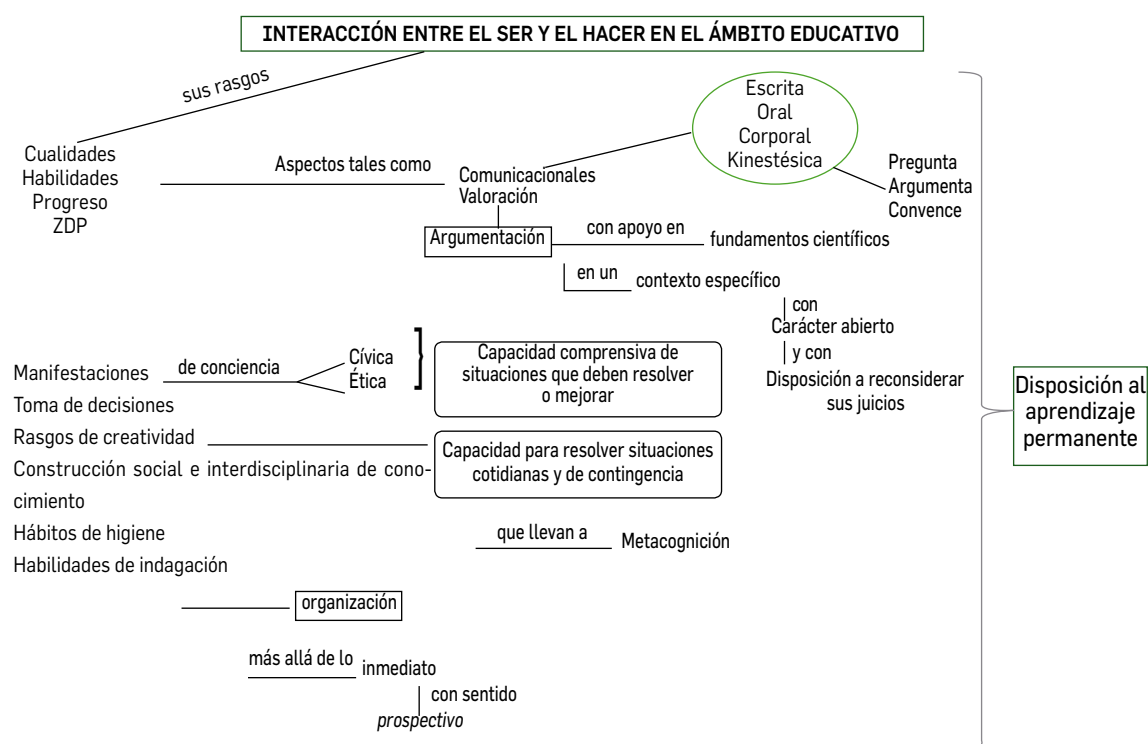 INTERACCIÓN ENTRE EL SER Y EL HACER EN EL ÁMBITO EDUCATIVO
sus rasgos
Cualidades
Habilidades
Progreso
ZDP
Aspectos tales como
Comunicacionales
Valoración
Escrita
Oral
Corporal
Kinestésica
Pregunta
Argumenta
Convence
Argumentación
con apoyo en
fundamentos científicos
en un
contexto específico
con
Carácter abierto
y con
Disposición a reconsiderar
sus juicios
Manifestaciones
de conciencia
Cívica
Ética
Capacidad comprensiva de
situaciones que deben resolver
o mejorar
Toma de decisiones
Rasgos de creatividad
Capacidad para resolver situaciones
cotidianas y de contingencia
Construcción social e interdisciplinaria de cono-
cimiento
Hábitos de higiene
Habilidades de indagación
que llevan a
Metacognición
organización
más allá de lo
inmediato
con sentido
prospectivo
Disposición al
aprendizaje
permanente